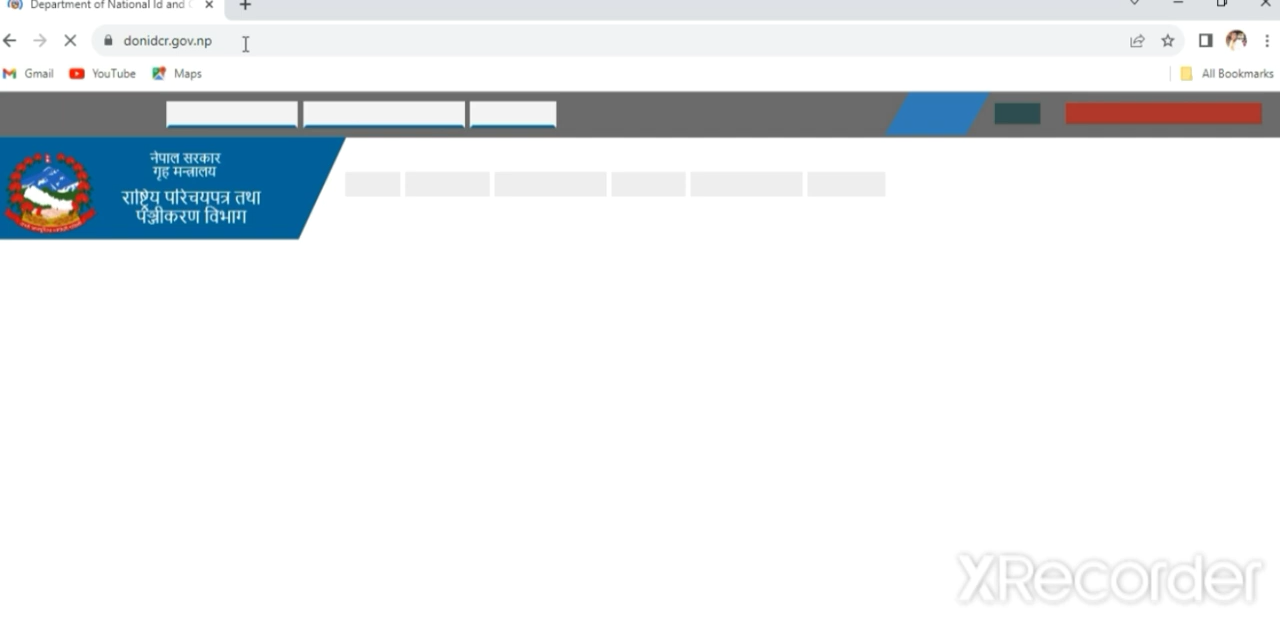 Department of National Id and
donidcr.gov.np
Gmail
YouTube
Maps
All Bookmarks
नेपाल सरकार
गृह मन्त्रालय
राष्ट्रिय परिचयपत्र तथा
पञ्जीकरण विभाग
XRecorder